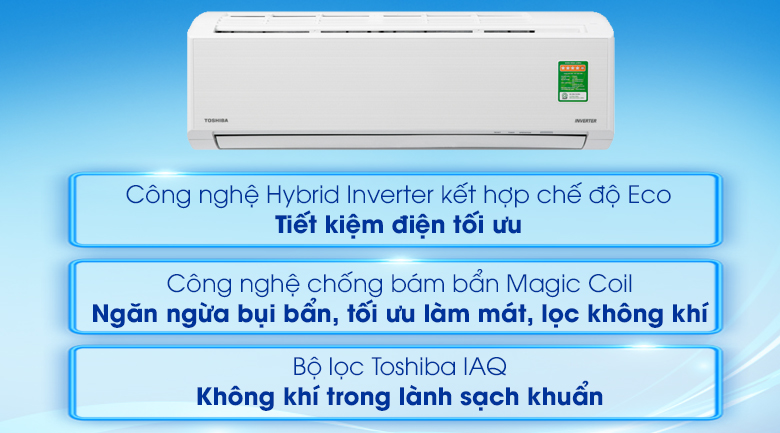 TOSHIBA
INVERTER
Công nghệ Hybrid Inverter kết hợp chế độ Eco
Tiết kiệm điện tối ưu
Công nghệ chống bám bẩn Magic Coil
Ngăn ngừa bụi bẩn, tối ưu làm mát, lọc không khí
Bộ lọc Toshiba IAQ
Không khí trong lành sạch khuẩn